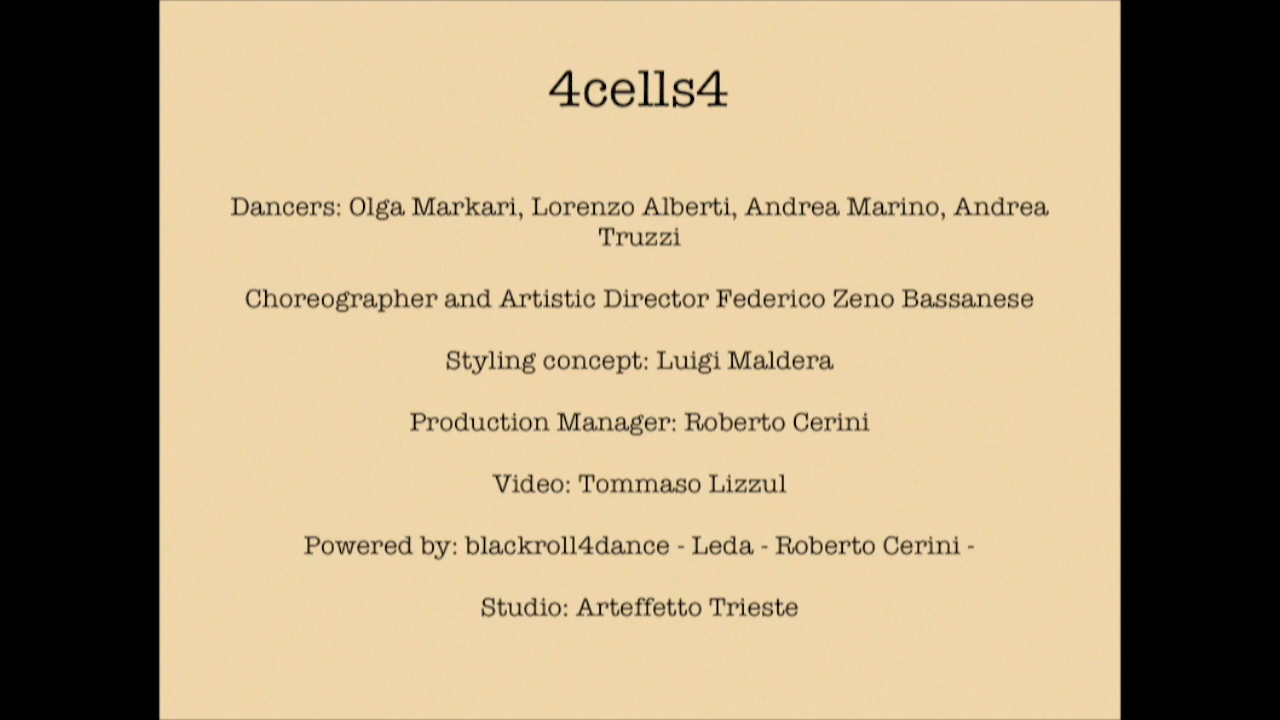 4cells4
Dancers: Olga Markari, Lorenzo Alberti, Andrea Marino, Andrea
Truzzi
Choreographer and Artistic Director Federico Zeno Bassanese
Styling concept: Luigi Maldera
Production Manager: Roberto Cerini
Video: Tommaso Lizzul
Powered by: blackroll4dance - Leda - Roberto Cerini -
Studio: Arteffetto Trieste